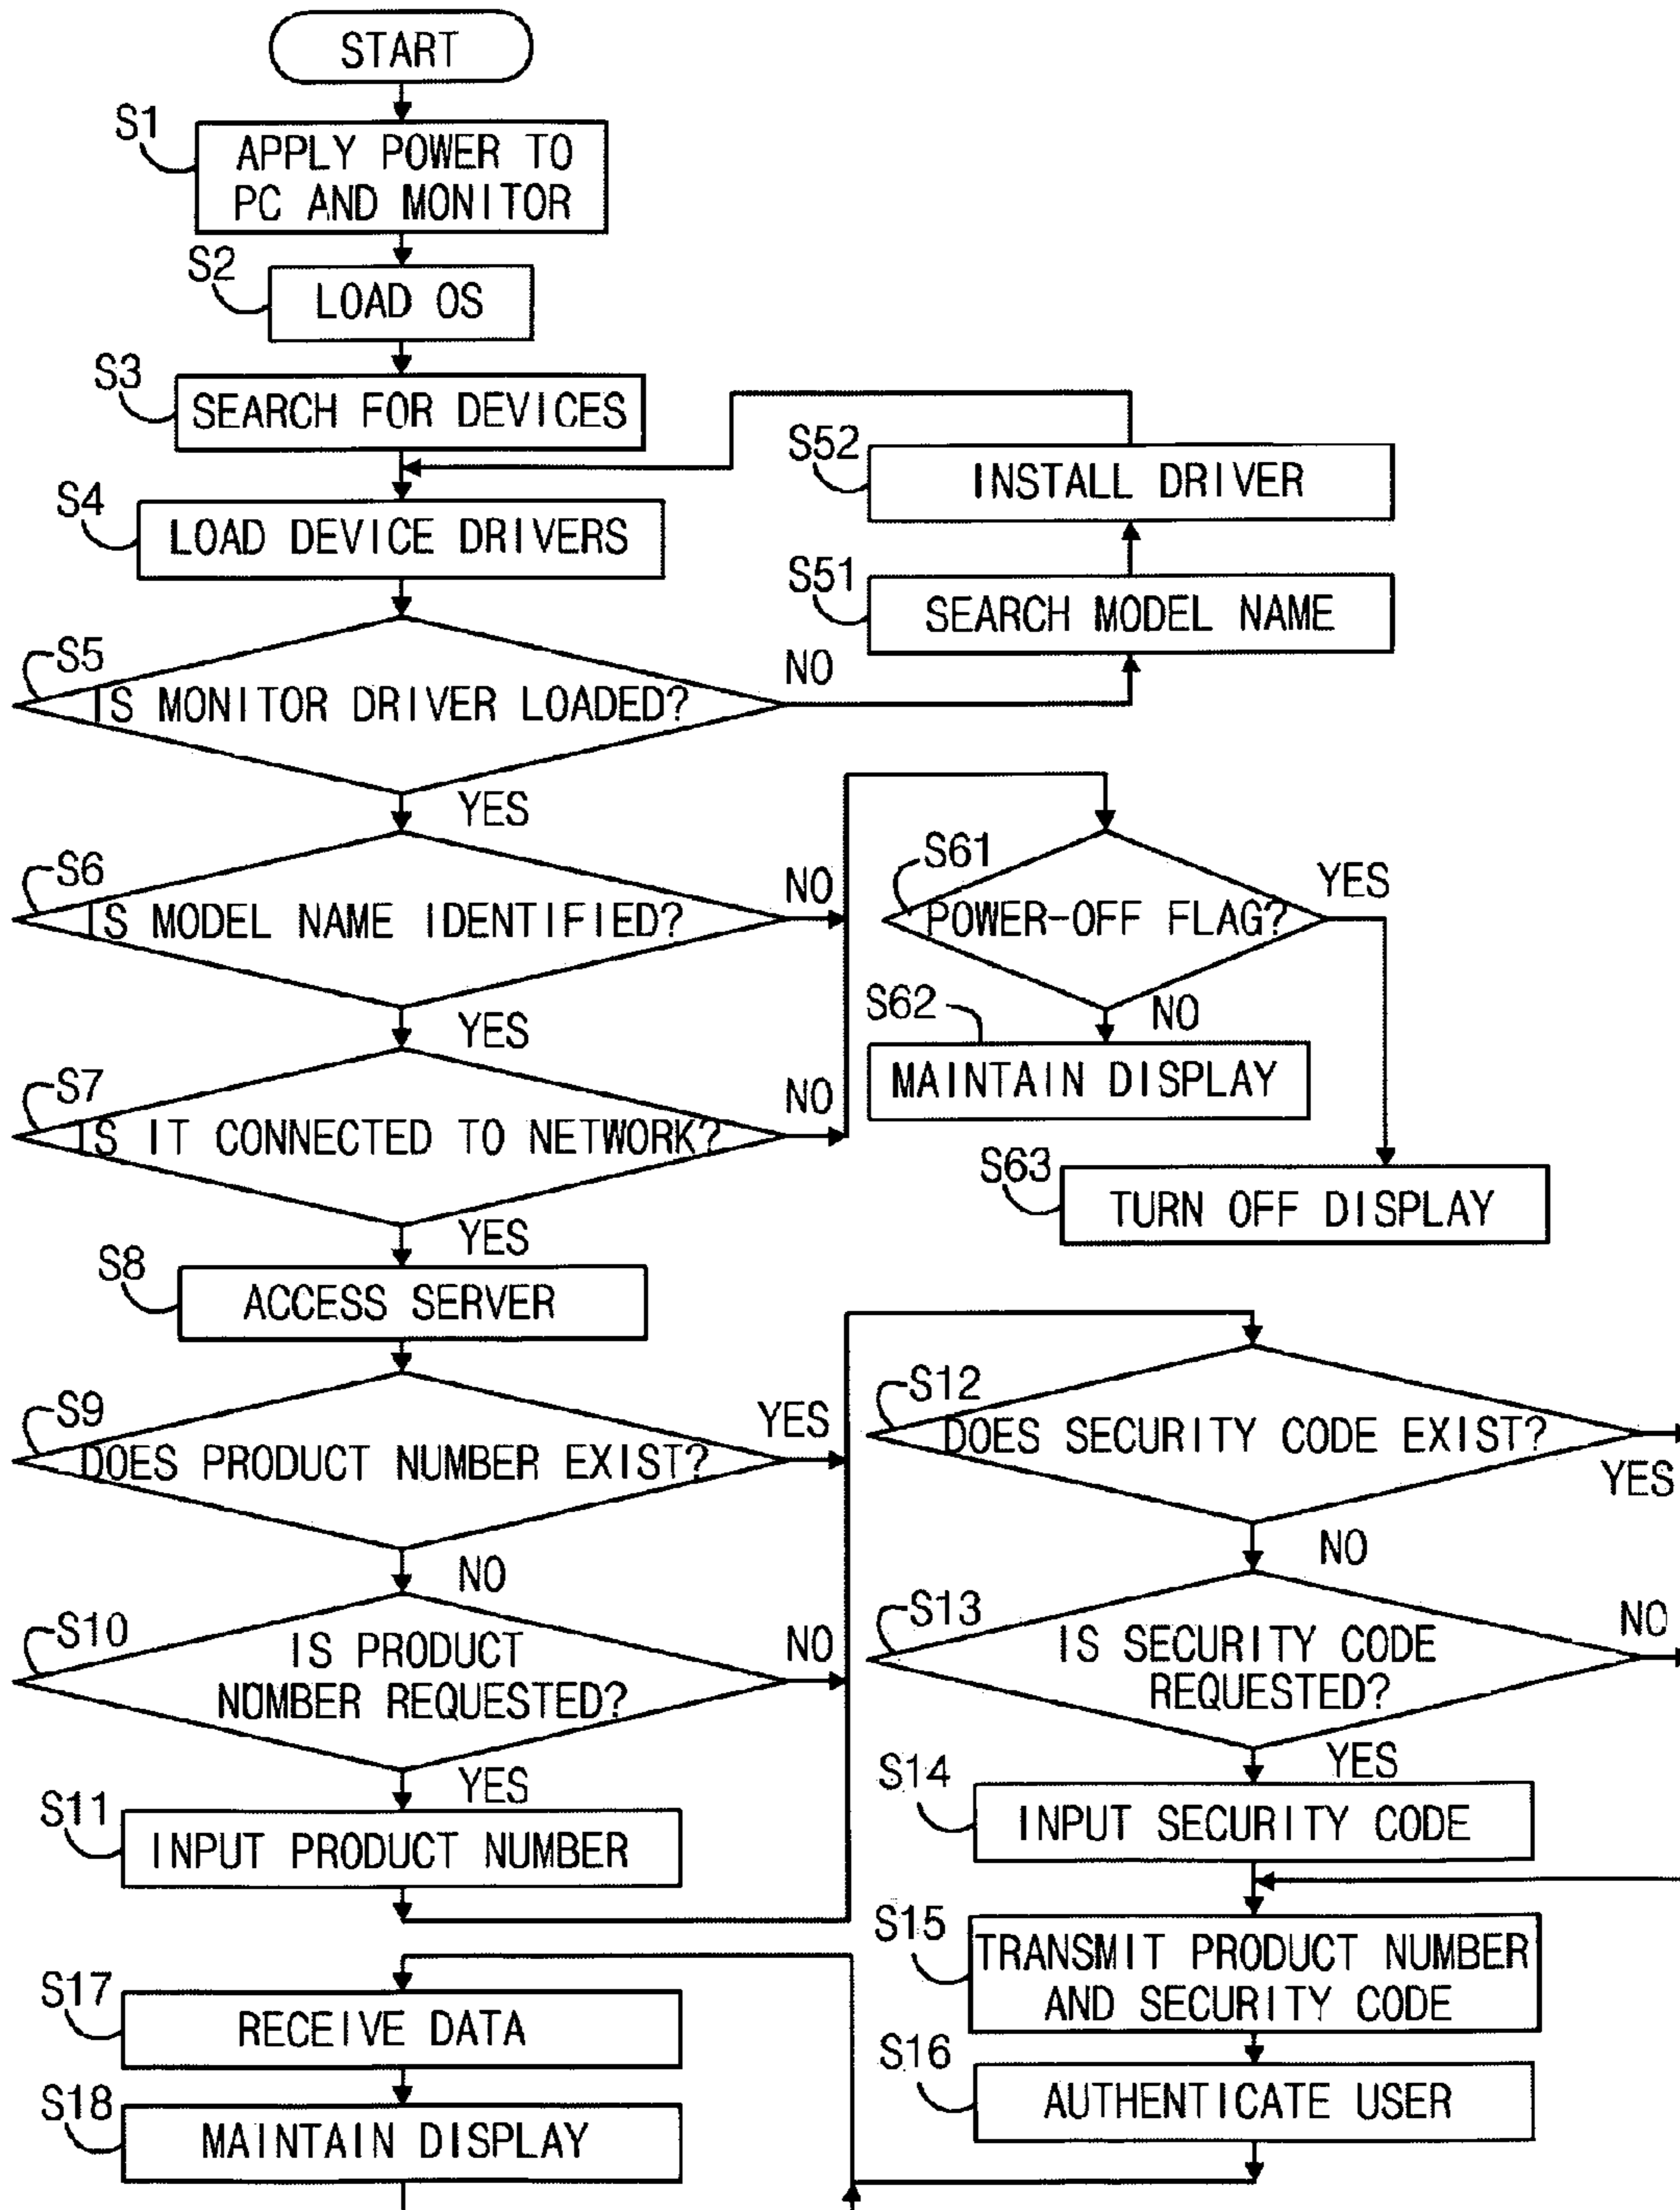 START
S1
APPLY POWER TO
PC AND MONITOR
S2
LOAD OS
S3
SEARCH FOR DEVICES
S4
LOAD DEVICE DRIVERS
S52
INSTALL DRIVER
S51
SEARCH MODEL NAME
S5
IS MONITOR DRIVER LOADED?
NO
YES
S6
IS MODEL NAME IDENTIFIED?
NO
YES
S61
POWER-OFF FLAG?
YES
NO
S62
MAINTAIN DISPLAY
S63
TURN OFF DISPLAY
S7
IS IT CONNECTED TO NETWORK?
NO
YES
S8
ACCESS SERVER
S9
DOES PRODUCT NUMBER EXIST?
YES
NO
S10
IS PRODUCT
NUMBER REQUESTED?
NO
YES
S11
INPUT PRODUCT NUMBER
S12
DOES SECURITY CODE EXIST?
YES
NO
S13
IS SECURITY CODE
REQUESTED?
NO
YES
S14
INPUT SECURITY CODE
S15
TRANSMIT PRODUCT NUMBER
AND SECURITY CODE
S16
AUTHENTICATE USER
S17
RECEIVE DATA
S18
MAINTAIN DISPLAY